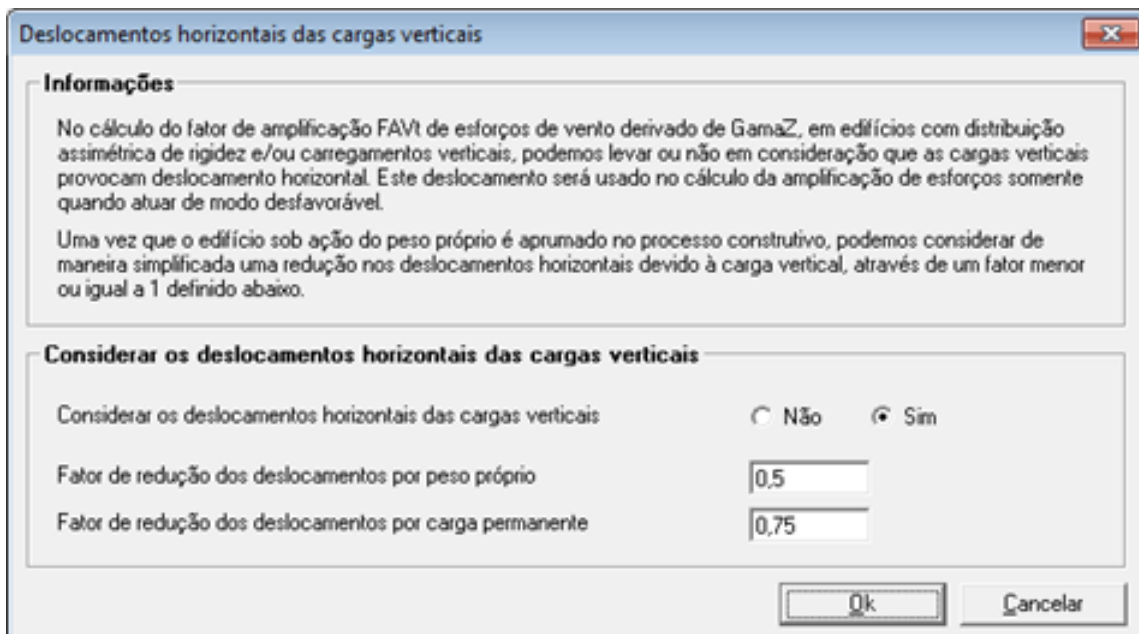 Deslocamentos horizontais das cargas verticais
Informações
No cálculo do fator de amplificação FAVt de esforços de vento derivado de GamaZ, em edifícios com distribuição
assimétrica de rigidez e/ou carregamentos verticais, podemos levar ou não em consideração que as cargas verticais
provocam deslocamento horizontal. Este deslocamento será usado no cálculo da amplificação de esforços somente
quando atuar de modo desfavorável.
Uma vez que o edifício sob ação do peso próprio é aprumado no processo construtivo, podemos considerar de
maneira simplificada uma redução nos deslocamentos horizontais devido à carga vertical, através de um fator menor
ou igual a 1 definido abaixo.
Considerar os deslocamentos horizontais das cargas verticais
Considerar os deslocamentos horizontais das cargas verticais Não Sim
Fator de redução dos deslocamentos por peso próprio 0,5
Fator de redução dos deslocamentos por carga permanente 0,75
Ok Cancelar